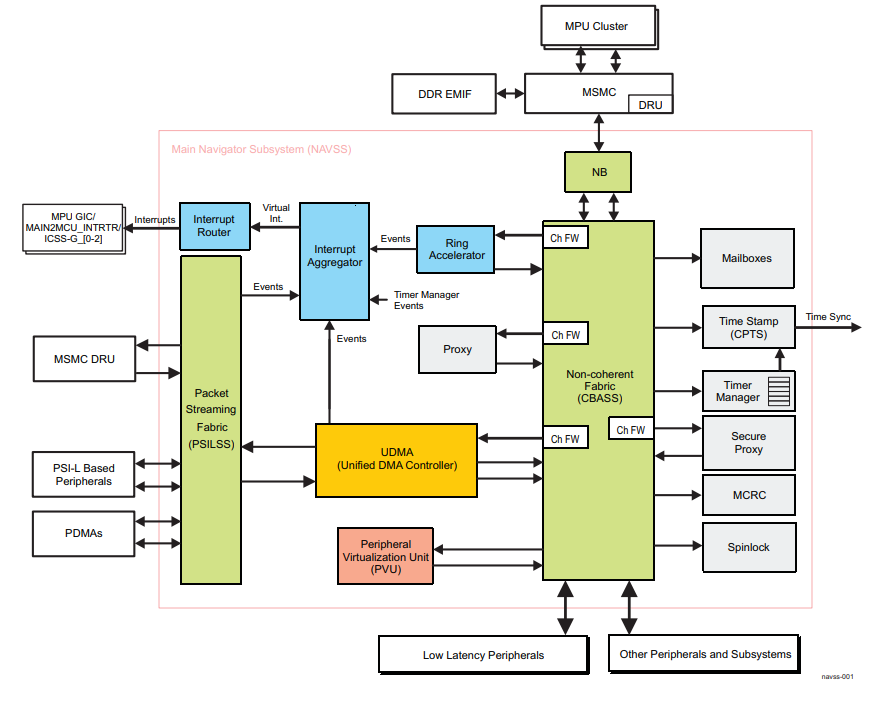 MPU Cluster
DDR EMIF
MSMC
DRU
Main Navigator Subsystem (NAVSS)
NB
MPU GIC/
MAIN2MCU_INTRTR/
ICSS-G_[0-2]
Interrupts
Interrupt
Router
Virtual
Int.
Interrupt
Aggregator
Events
Ring
Accelerator
Ch FW
Mailboxes
Events
Timer Manager
Events
Time Stamp
(CPTS)
Time Sync
Events
Proxy
Ch FW
MSMC DRU
Non-coherent
Fabric
(CBASS)
Timer
Manager
Packet
Streaming
Fabric
(PSILSS)
UDMA
(Unified DMA Controller)
Ch FW
Ch FW
Secure
Proxy
PSI-L Based
Peripherals
MCRC
PDMAs
Peripheral
Virtualization Unit
(PVU)
Spinlock
Low Latency Peripherals
Other Peripherals and Subsystems
navss-001